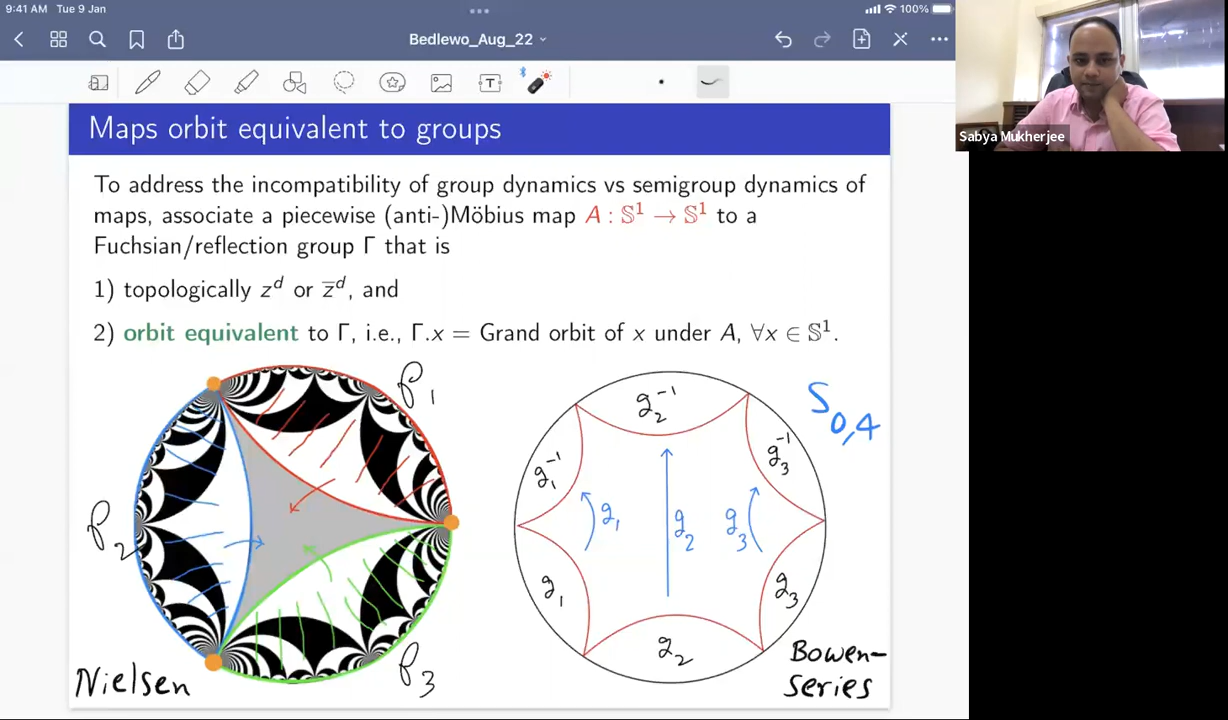 9:41 AM Tue 9 Jan
100%
Bedlewo_Aug_22
T
Sabya Mukherjee
Maps orbit equivalent to groups
To address the incompatibility of group dynamics vs semigroup dynamics of
maps, associate a piecewise (anti-)Möbius map A : 𝕊¹ → 𝕊¹ to a
Fuchsian/reflection group Γ that is
1) topologically zᵈ or z̅ᵈ, and
2) orbit equivalent to Γ, i.e., Γ.x = Grand orbit of x under A, ∀x ∈ 𝕊¹.
ρ₁
ρ₂
ρ₃
Nielsen
g₂⁻¹
g₁⁻¹
g₃⁻¹
g₁
g₂
g₃
g₁
g₂
g₃
S₀,₄
Bowen-
series